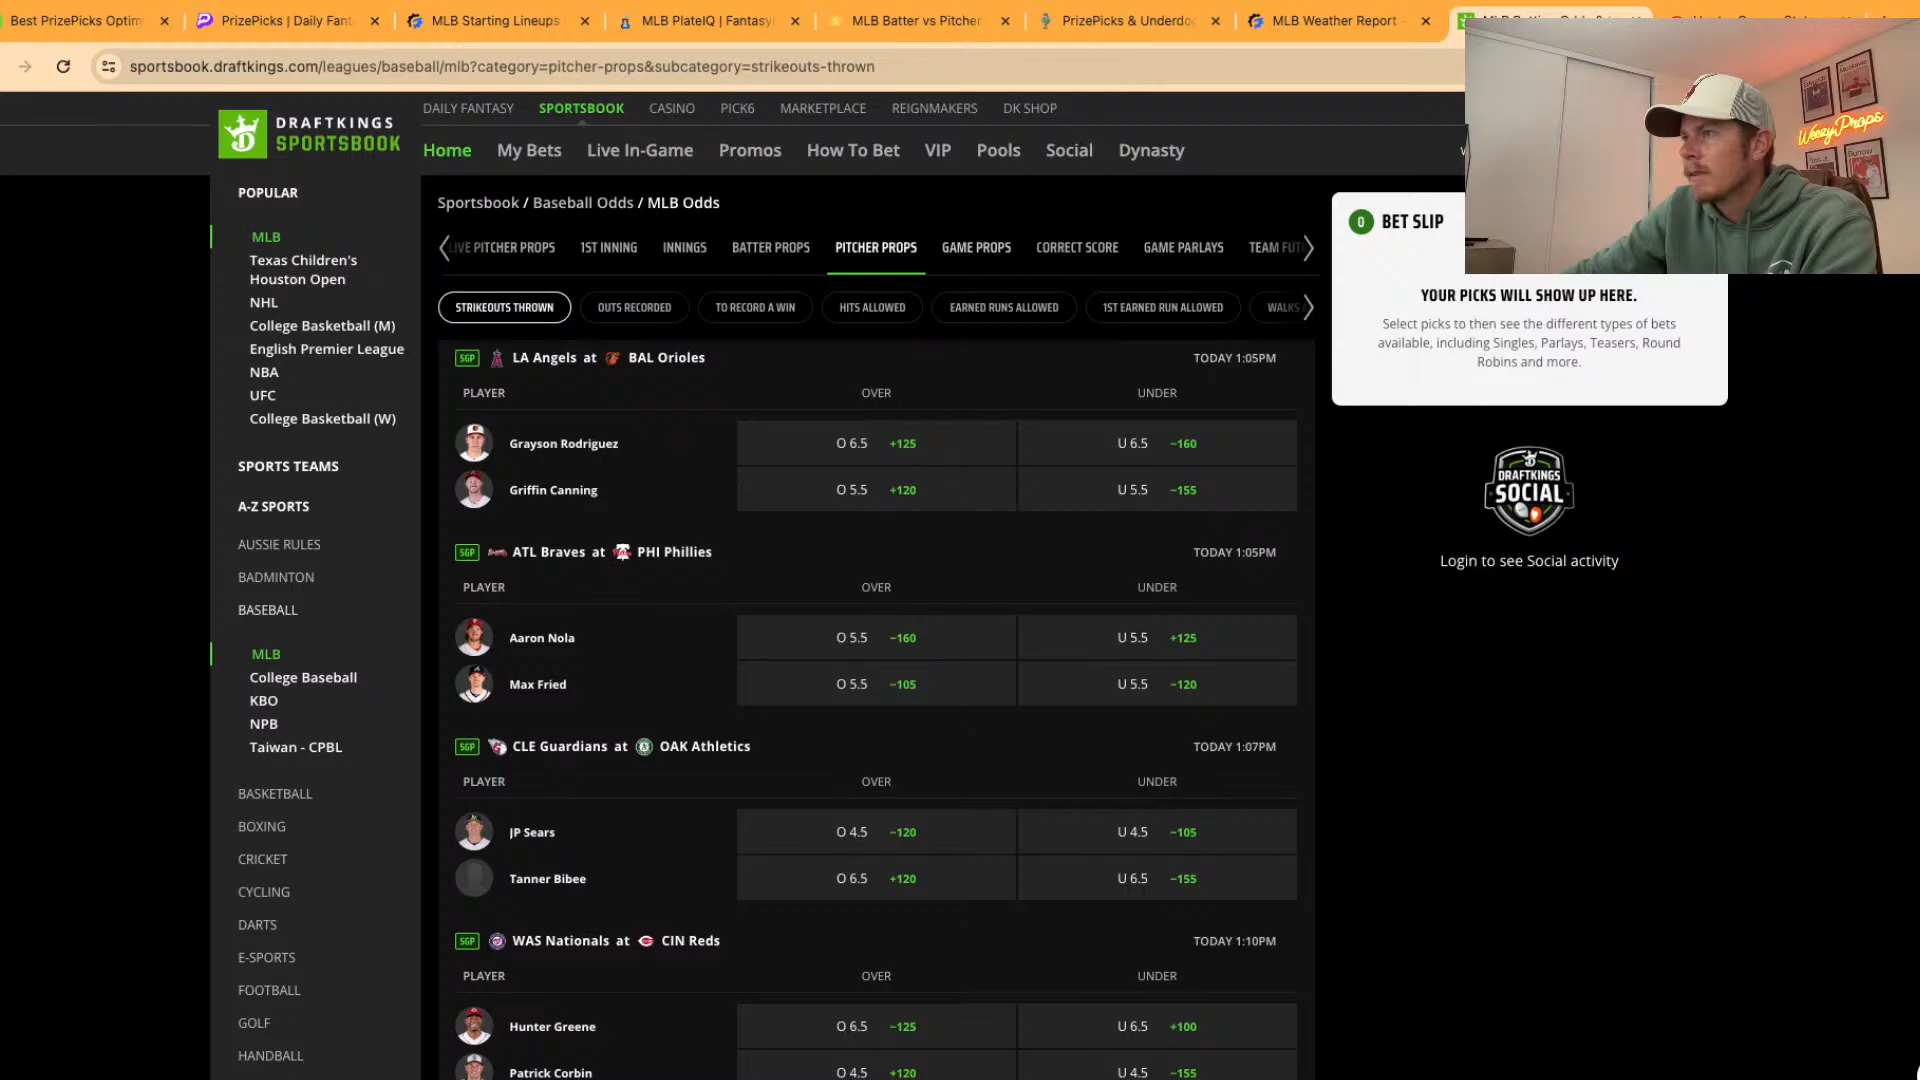 Best PrizePicks Optim
PrizePicks | Daily Fant
MLB Starting Lineups
MLB PlateIQ | Fantasy
MLB Batter vs Pitcher
PrizePicks & Underdo
MLB Weather Report
sportsbook.draftkings.com/leagues/baseball/mlb?category=pitcher-props&subcategory=strikeouts-thrown
DRAFTKINGS
SPORTSBOOK
DAILY FANTASY SPORTSBOOK CASINO PICK6 MARKETPLACE REIGNMAKERS DK SHOP
Home My Bets Live In-Game Promos How To Bet VIP Pools Social Dynasty
WeezyProps
POPULAR
MLB
Texas Children's
Houston Open
NHL
College Basketball (M)
English Premier League
NBA
UFC
College Basketball (W)
SPORTS TEAMS
A-Z SPORTS
AUSSIE RULES
BADMINTON
BASEBALL
MLB
College Baseball
KBO
NPB
Taiwan - CPBL
BASKETBALL
BOXING
CRICKET
CYCLING
DARTS
E-SPORTS
FOOTBALL
GOLF
HANDBALL
Sportsbook / Baseball Odds / MLB Odds
LIVE PITCHER PROPS 1ST INNING INNINGS BATTER PROPS PITCHER PROPS GAME PROPS CORRECT SCORE GAME PARLAYS TEAM FUT
STRIKEOUTS THROWN OUTS RECORDED TO RECORD A WIN HITS ALLOWED EARNED RUNS ALLOWED 1ST EARNED RUN ALLOWED WALKS
SGP LA Angels at BAL Orioles TODAY 1:05PM
PLAYER OVER UNDER
Grayson Rodriguez O 6.5 +125 U 6.5 −160
Griffin Canning O 5.5 +120 U 5.5 −155
SGP ATL Braves at PHI Phillies TODAY 1:05PM
PLAYER OVER UNDER
Aaron Nola O 5.5 −160 U 5.5 +125
Max Fried O 5.5 −105 U 5.5 −120
SGP CLE Guardians at OAK Athletics TODAY 1:07PM
PLAYER OVER UNDER
JP Sears O 4.5 −120 U 4.5 −105
Tanner Bibee O 6.5 +120 U 6.5 −155
SGP WAS Nationals at CIN Reds TODAY 1:10PM
PLAYER OVER UNDER
Hunter Greene O 6.5 −125 U 6.5 +100
Patrick Corbin O 4.5 +120 U 4.5 −155
0 BET SLIP
YOUR PICKS WILL SHOW UP HERE.
Select picks to then see the different types of bets
available, including Singles, Parlays, Teasers, Round
Robins and more.
DRAFTKINGS
SOCIAL
Login to see Social activity